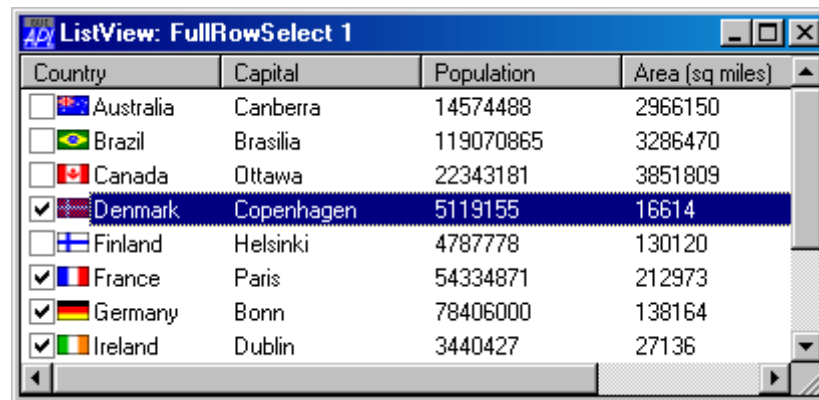 GUI API ListView: FullRowSelect 1
Country Capital Population Area (sq miles)
Australia Canberra 14574488 2966150
Brazil Brasilia 119070865 3286470
Canada Ottawa 22343181 3851809
Denmark Copenhagen 5119155 16614
Finland Helsinki 4787778 130120
France Paris 54334871 212973
Germany Bonn 78406000 138164
Ireland Dublin 3440427 27136